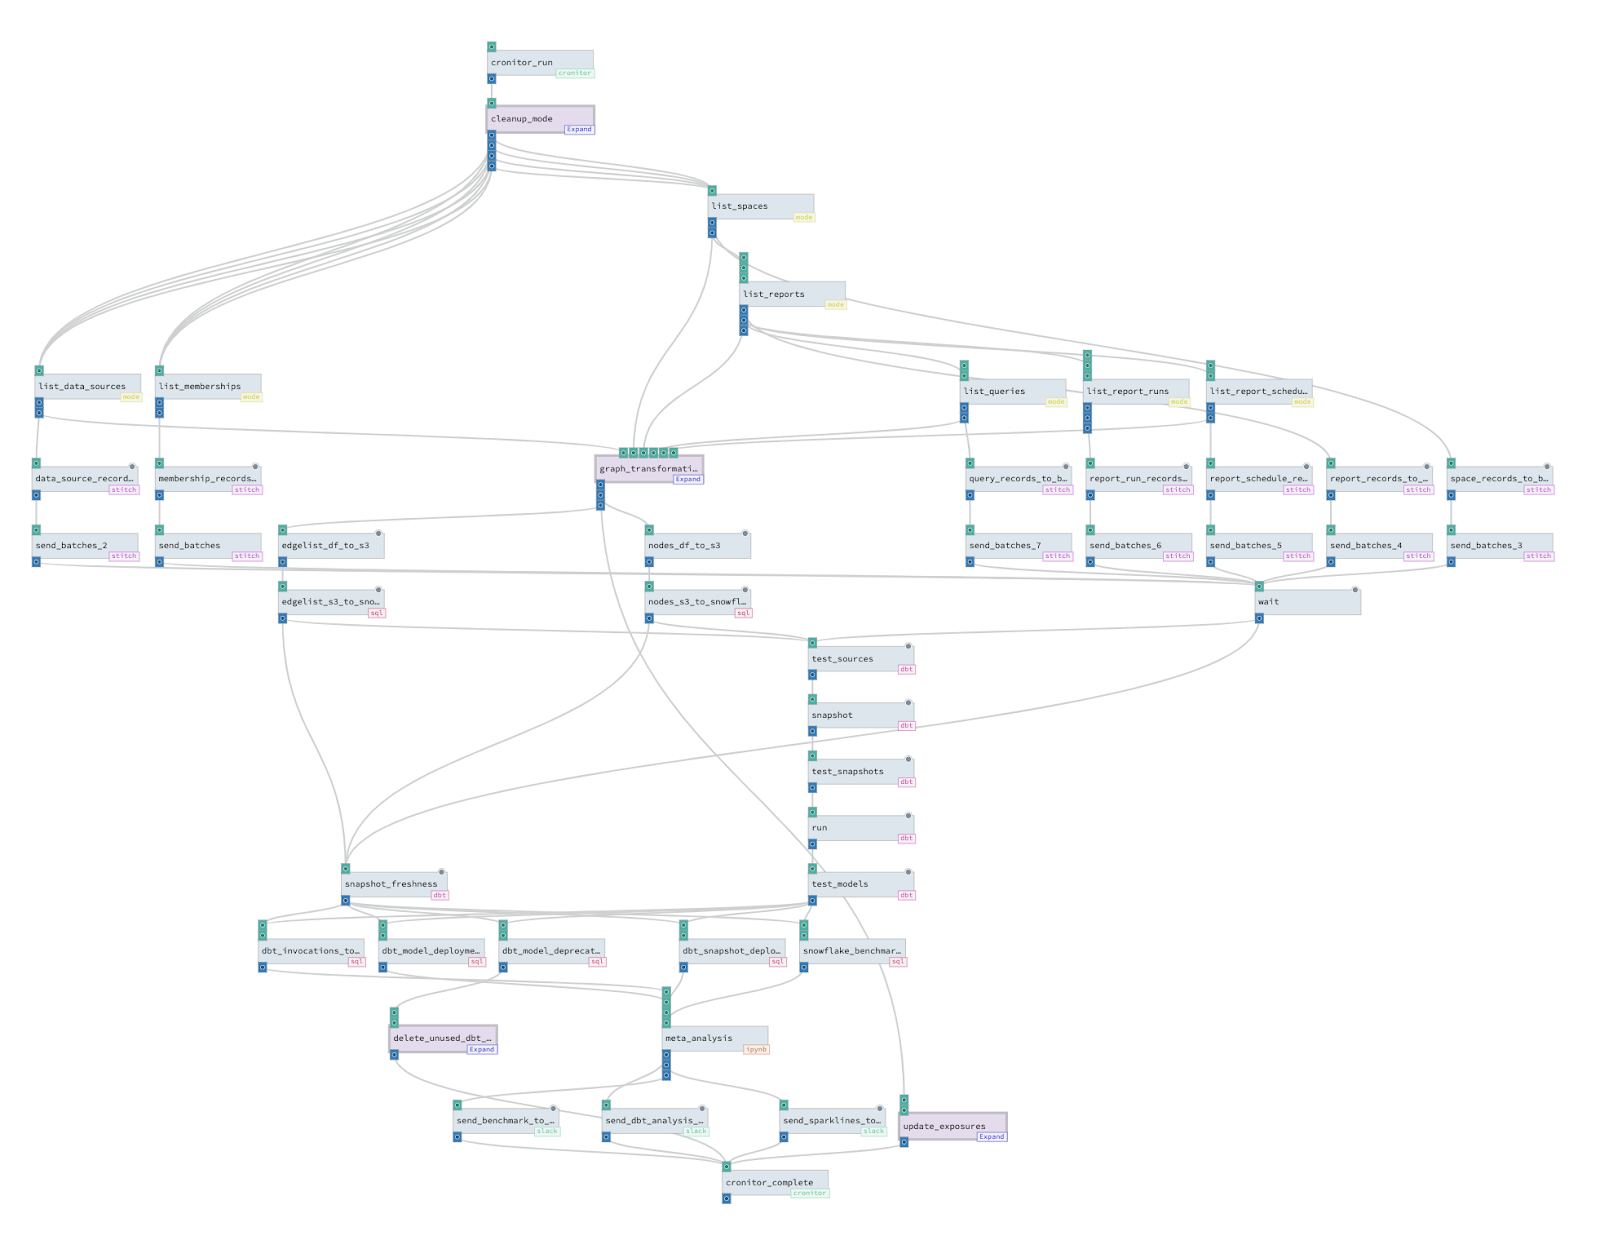 cronitor_run
cronitor
cleanup_mode
Expand
list_spaces
mode
list_reports
mode
list_data_sources
mode
list_memberships
mode
list_queries
mode
list_report_runs
mode
list_report_schedu…
mode
data_source_record…
stitch
membership_records…
stitch
graph_transformati…
Expand
query_records_to_b…
stitch
report_run_records…
stitch
report_schedule_re…
stitch
report_records_to_…
stitch
space_records_to_b…
stitch
send_batches_2
stitch
send_batches
stitch
edgelist_df_to_s3
nodes_df_to_s3
send_batches_7
stitch
send_batches_6
stitch
send_batches_5
stitch
send_batches_4
stitch
send_batches_3
stitch
edgelist_s3_to_sno…
sql
nodes_s3_to_snowfl…
sql
wait
test_sources
dbt
snapshot
dbt
test_snapshots
dbt
run
dbt
snapshot_freshness
dbt
test_models
dbt
dbt_invocations_to…
sql
dbt_model_deployme…
sql
dbt_model_deprecat…
sql
dbt_snapshot_deplo…
sql
snowflake_benchmar…
sql
delete_unused_dbt_…
Expand
meta_analysis
ipynb
send_benchmark_to_…
slack
send_dbt_analysis_…
slack
send_sparklines_to…
slack
update_exposures
Expand
cronitor_complete
cronitor